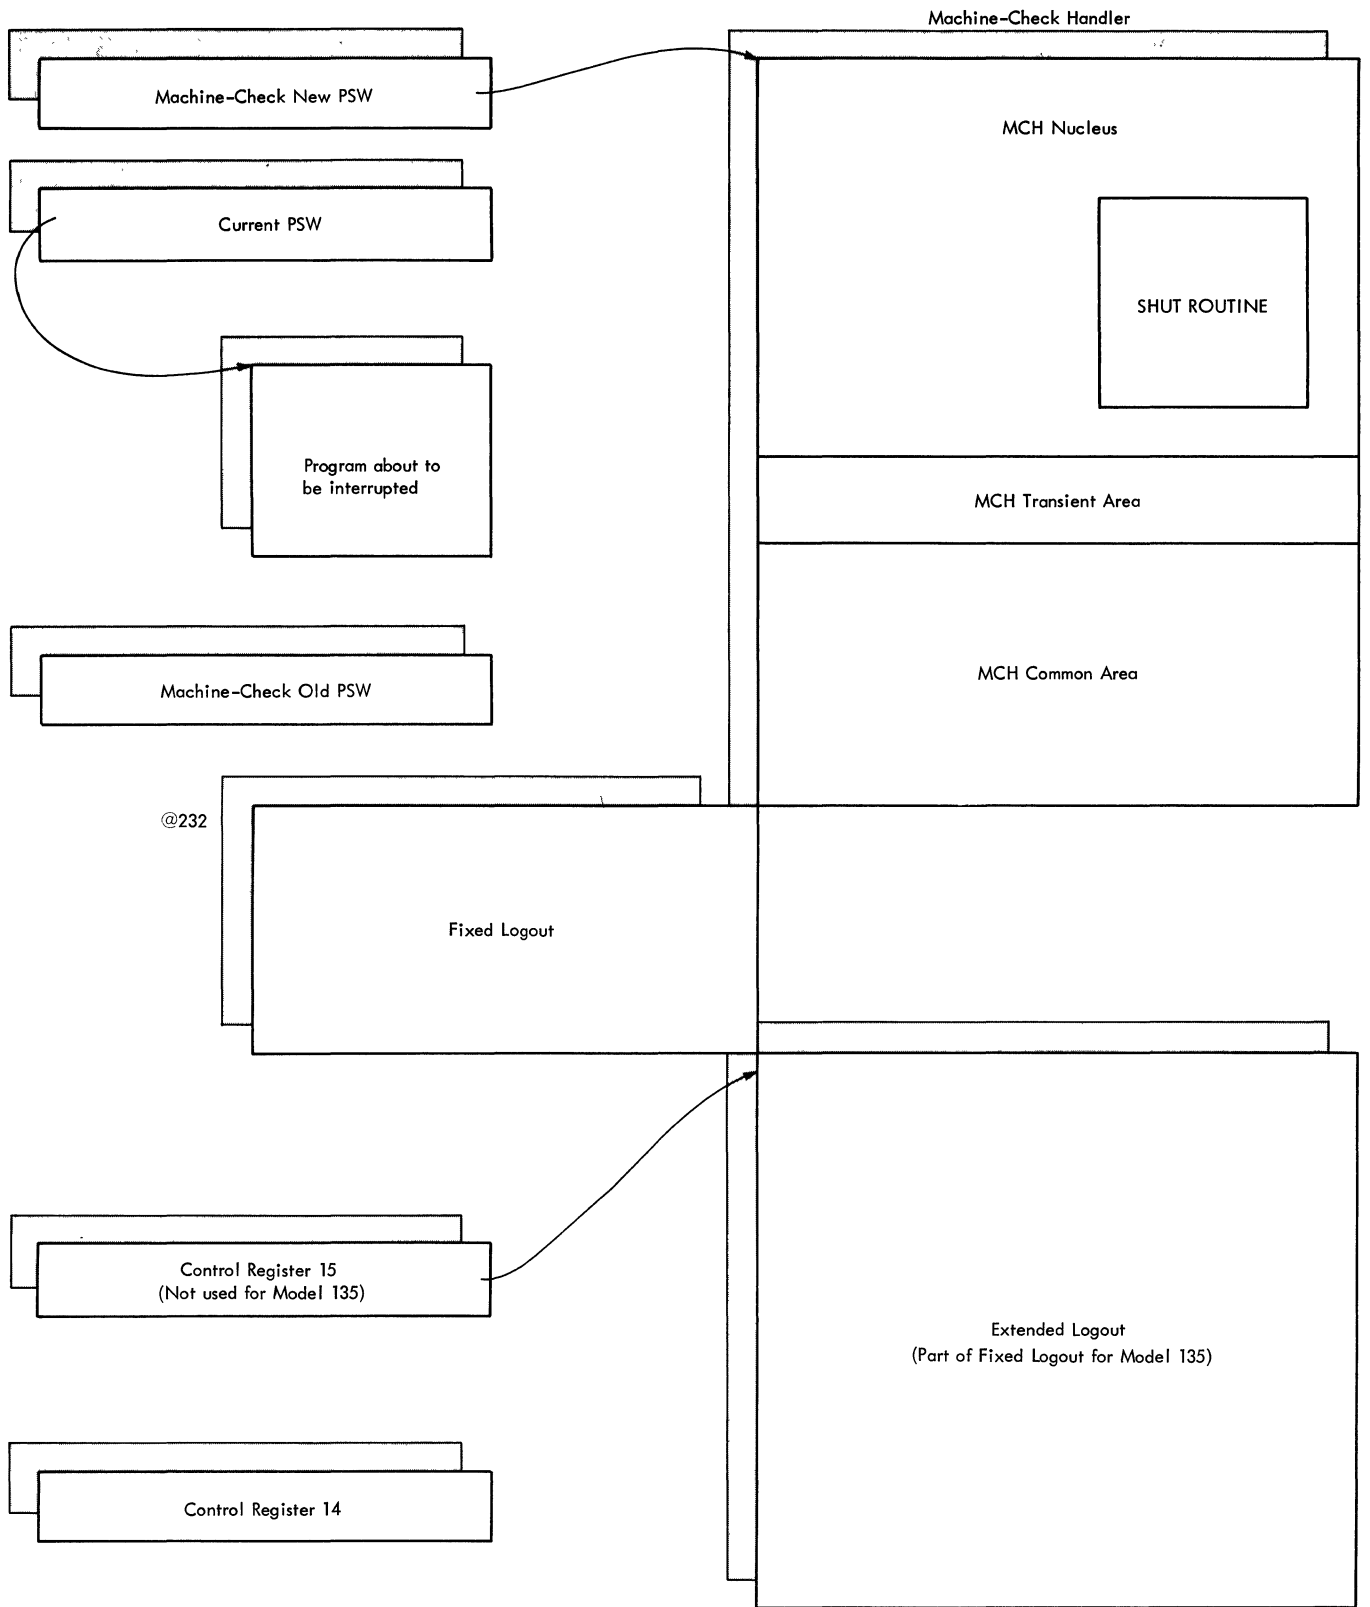 Machine-Check Handler
Machine-Check New PSW
MCH Nucleus
Current PSW
SHUT ROUTINE
Program about to
be interrupted
MCH Transient Area
MCH Common Area
Machine-Check Old PSW
@232
Fixed Logout
Control Register 15
(Not used for Model 135)
Extended Logout
(Part of Fixed Logout for Model 135)
Control Register 14